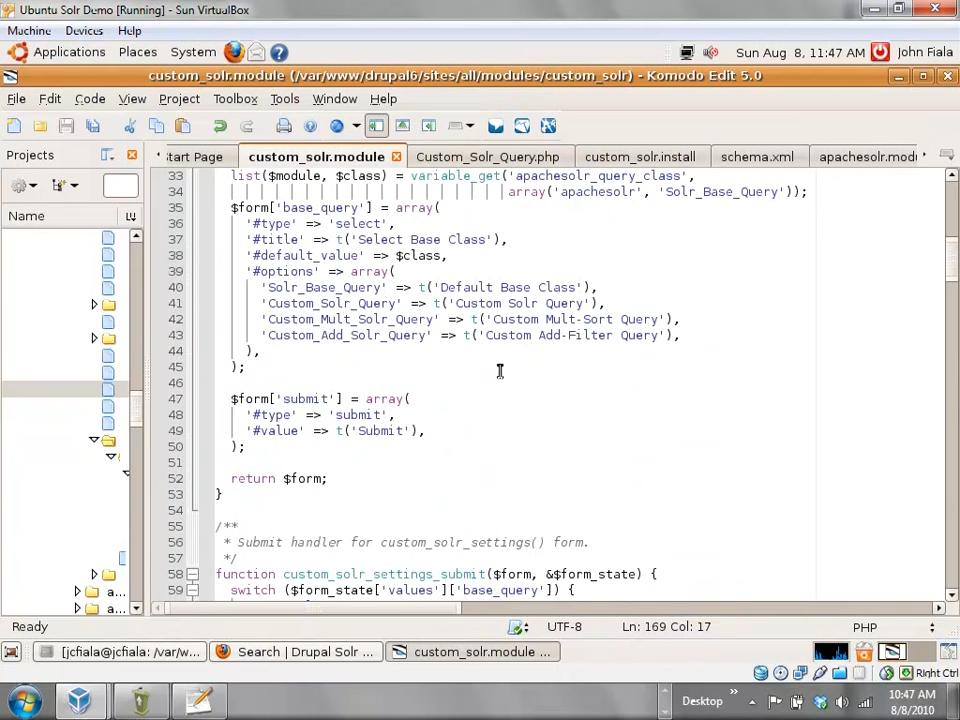 Ubuntu Solr Demo [Running] - Sun VirtualBox
Machine Devices Help
Applications Places System Sun Aug 8, 11:47 AM John Fiala
custom_solr.module (/var/www/drupal6/sites/all/modules/custom_solr) - Komodo Edit 5.0
File Edit Code View Project Toolbox Tools Window Help
Projects tart Page custom_solr.module Custom_Solr_Query.php custom_solr.install schema.xml apachesolr.mod
Name
33 list($module, $class) = variable_get('apachesolr_query_class',
34 array('apachesolr', 'Solr_Base_Query'));
35 $form['base_query'] = array(
36 '#type' => 'select',
37 '#title' => t('Select Base Class'),
38 '#default_value' => $class,
39 '#options' => array(
40 'Solr_Base_Query' => t('Default Base Class'),
41 'Custom_Solr_Query' => t('Custom Solr Query'),
42 'Custom_Mult_Solr_Query' => t('Custom Mult-Sort Query'),
43 'Custom_Add_Solr_Query' => t('Custom Add-Filter Query'),
44 ),
45 );
46
47 $form['submit'] = array(
48 '#type' => 'submit',
49 '#value' => t('Submit'),
50 );
51
52 return $form;
53 }
54
55 /**
56 * Submit handler for custom_solr_settings() form.
57 */
58 function custom_solr_settings_submit($form, &$form_state) {
59 switch ($form_state['values']['base_query']) {
a...
a...
Ready UTF-8 Ln: 169 Col: 17 PHP
[jcfiala@jcfiala: /var/w... Search | Drupal Solr ... custom_solr.module ...
Right Ctrl
Desktop 10:47 AM
8/8/2010